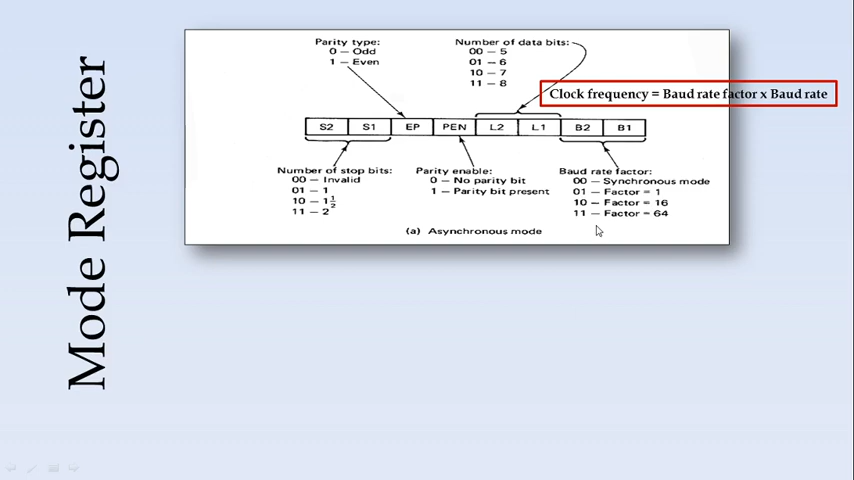 Mode Register
Parity type:
0 – Odd
1 – Even
Number of data bits:
00 – 5
01 – 6
10 – 7
11 – 8
Clock frequency = Baud rate factor x Baud rate
S2 S1 EP PEN L2 L1 B2 B1
Number of stop bits:
00 – Invalid
01 – 1
10 – 1½
11 – 2
Parity enable:
0 – No parity bit
1 – Parity bit present
Baud rate factor:
00 – Synchronous mode
01 – Factor = 1
10 – Factor = 16
11 – Factor = 64
(a) Asynchronous mode